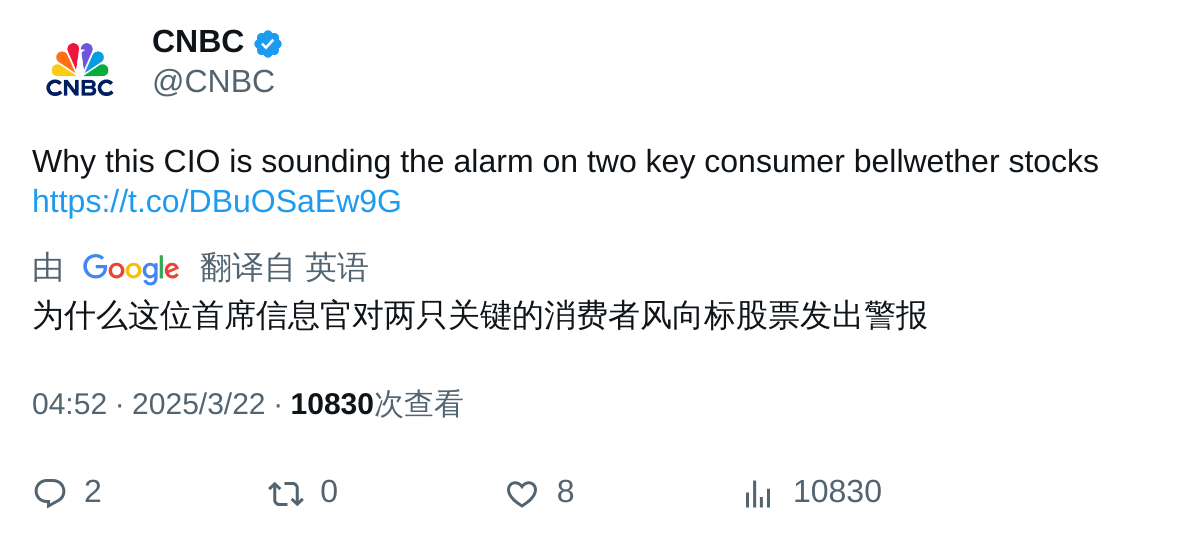 CNBC
CNBC
@CNBC
Why this CIO is sounding the alarm on two key consumer bellwether stocks
https://t.co/DBuOSaEw9G
由 Google 翻译自 英语
为什么这位首席信息官对两只关键的消费者风向标股票发出警报
04:52 · 2025/3/22 · 10830次查看
2 0 8 10830